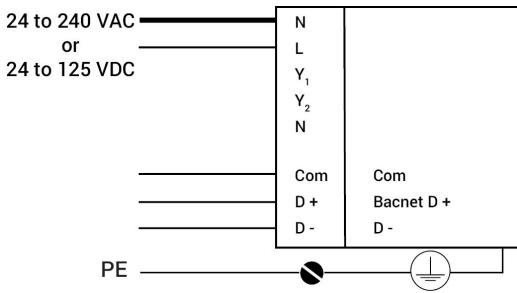 24 to 240 VAC
or
24 to 125 VDC
N
L
Y1
Y2
N
Com Com
D + Bacnet D +
D - D -
PE